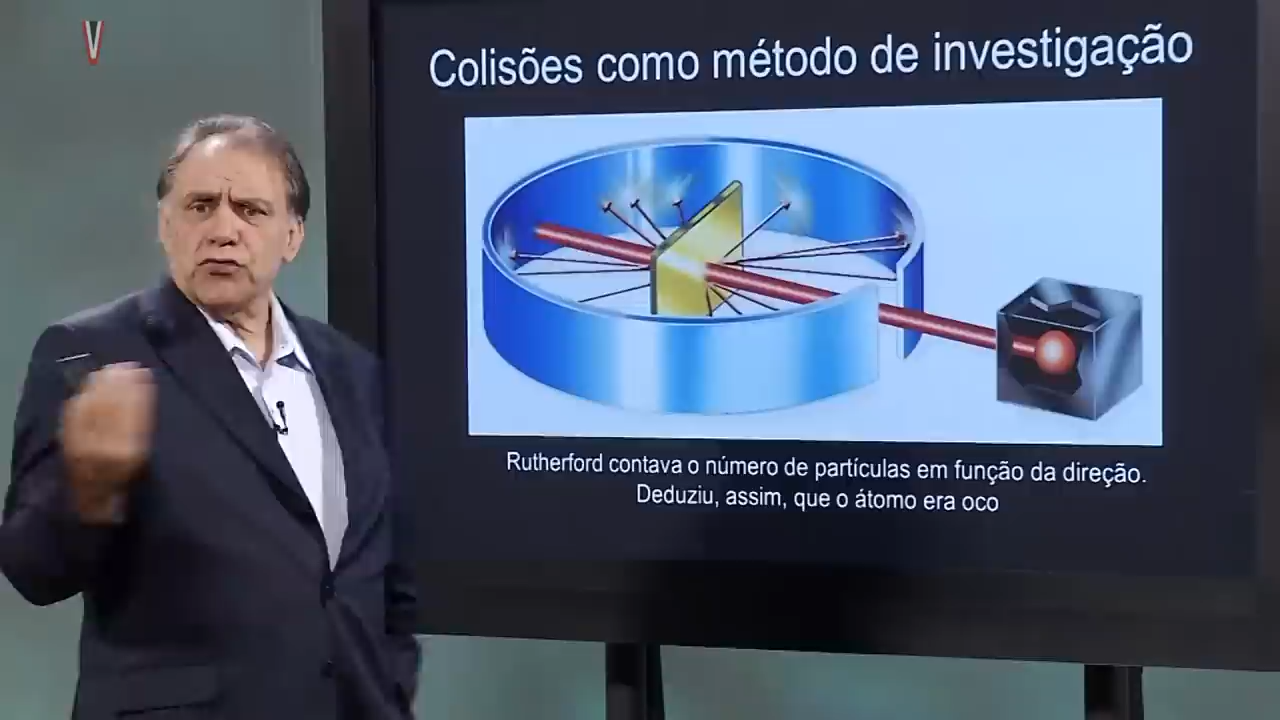 Colisões como método de investigação
Rutherford contava o número de partículas em função da direção.
Deduziu, assim, que o átomo era oco